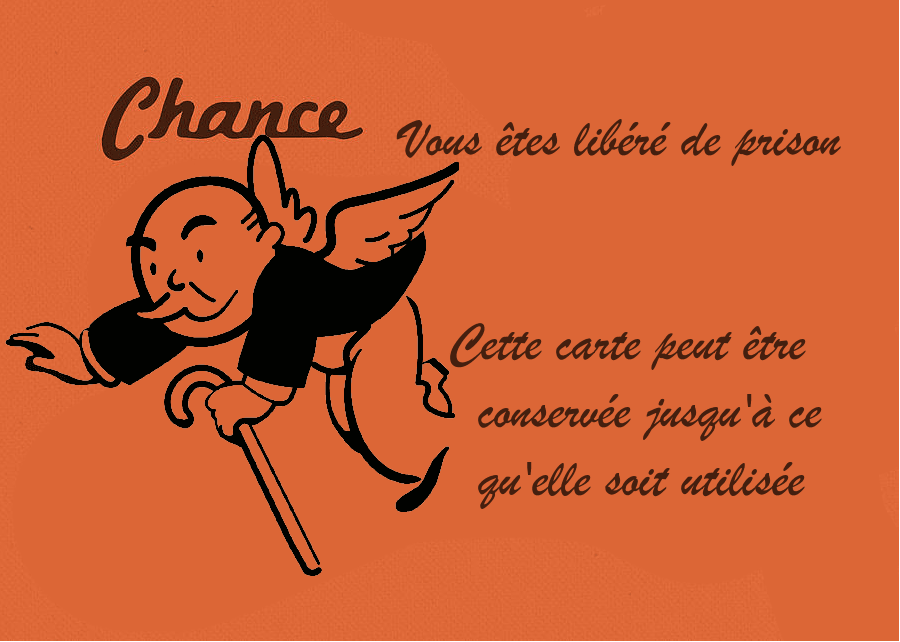 Chance
Vous êtes libéré de prison
Cette carte peut être
conservée jusqu'à ce
qu'elle soit utilisée